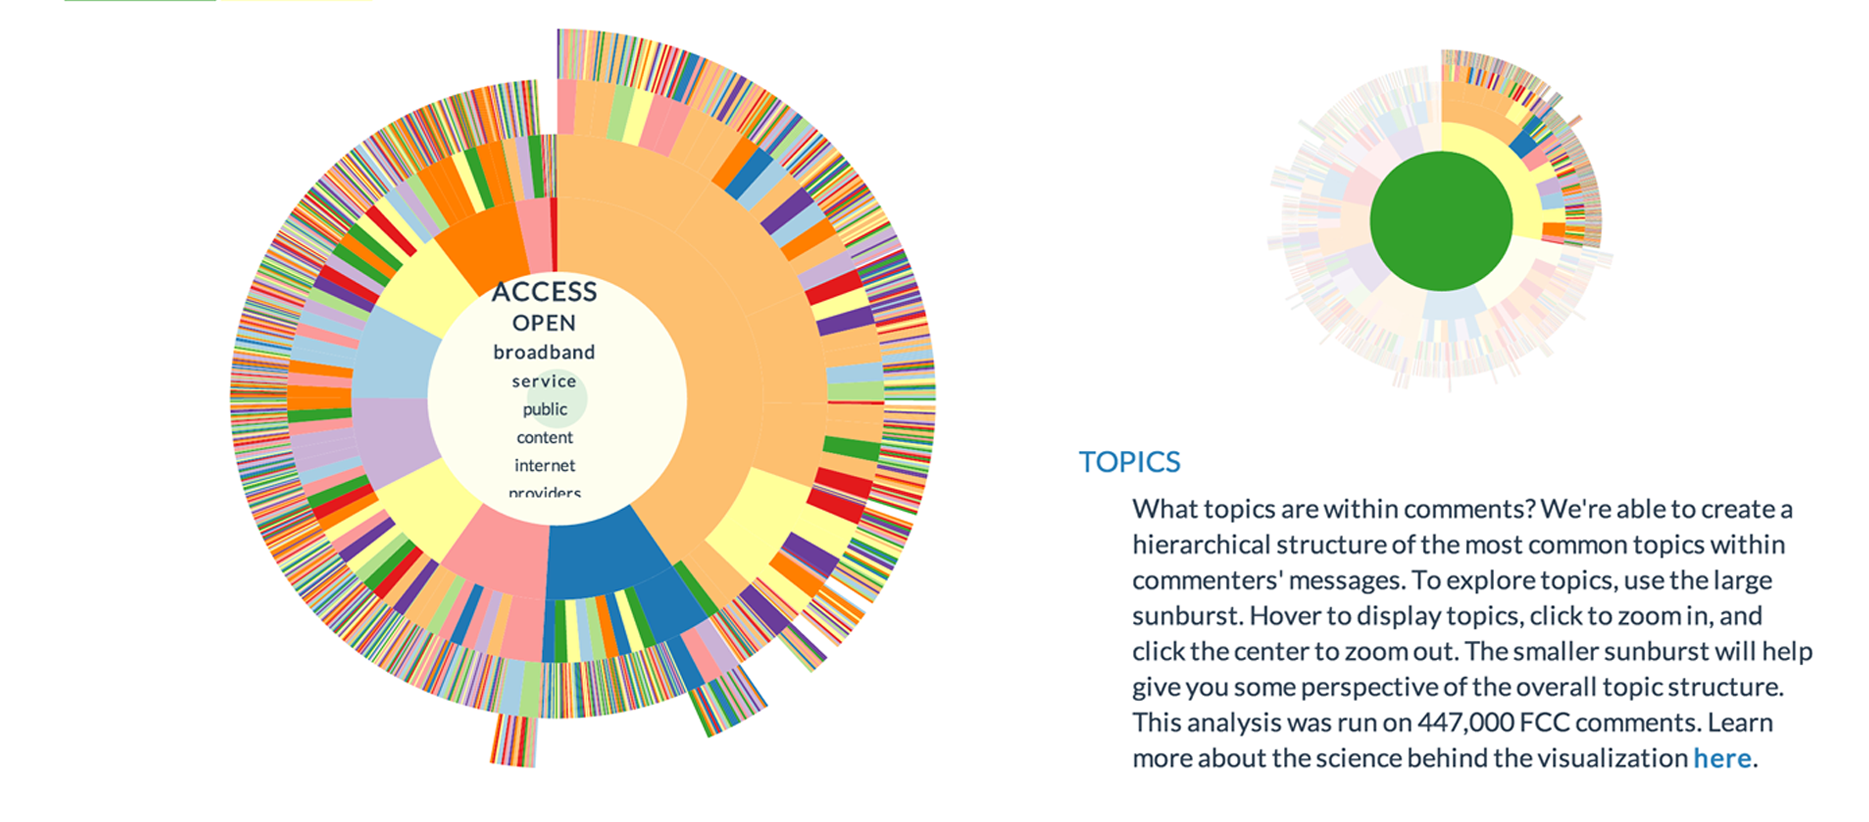 ACCESS
OPEN
broadband
service
public
content
internet
providers
TOPICS
What topics are within comments? We're able to create a
hierarchical structure of the most common topics within
commenters' messages. To explore topics, use the large
sunburst. Hover to display topics, click to zoom in, and
click the center to zoom out. The smaller sunburst will help
give you some perspective of the overall topic structure.
This analysis was run on 447,000 FCC comments. Learn
more about the science behind the visualization here.